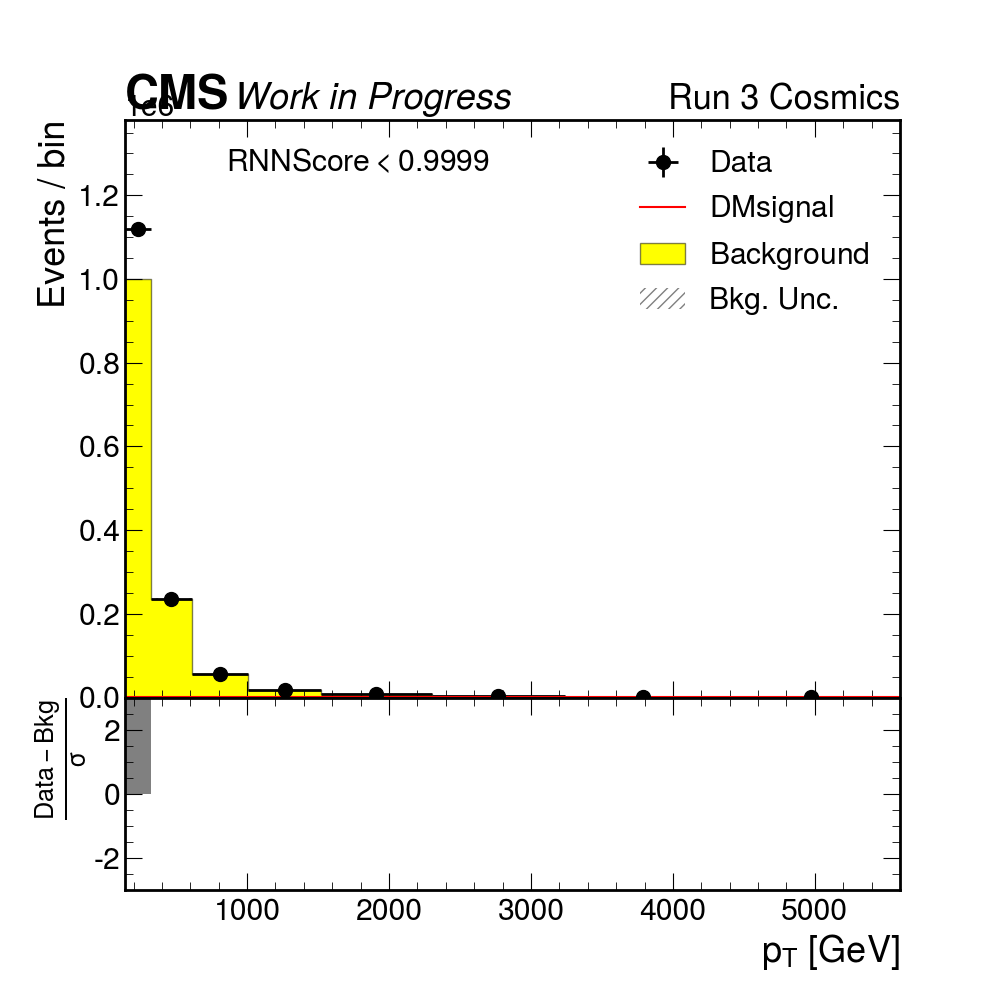 CMS Work in Progress
Run 3 Cosmics
1e6
Events / bin
RNNScore < 0.9999
Data
DMsignal
Background
Bkg. Unc.
1.2
1.0
0.8
0.6
0.4
0.2
0.0
Data – Bkg
σ
2
0
-2
1000 2000 3000 4000 5000
pT [GeV]